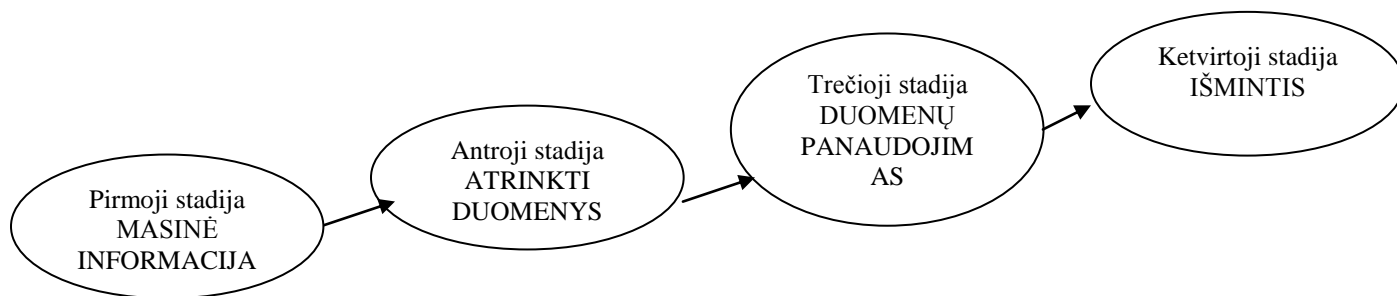 Pirmoji stadija
MASINĖ
INFORMACIJA
Antroji stadija
ATRINKTI
DUOMENYS
Trečioji stadija
DUOMENŲ
PANAUDOJIM
AS
Ketvirtoji stadija
IŠMINTIS